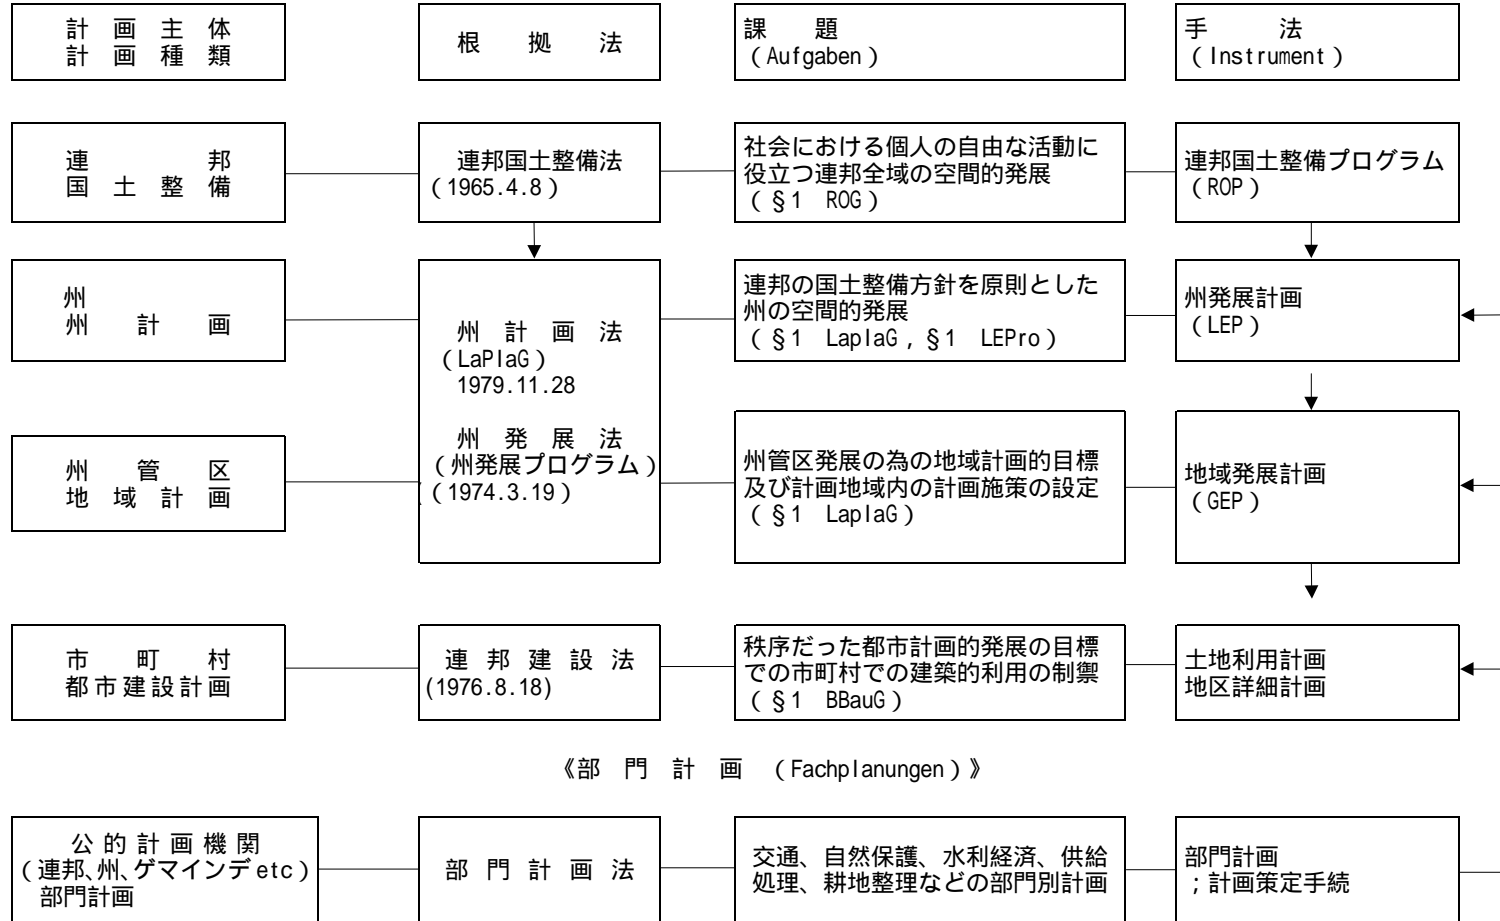 計画主体
計画種類
根拠法
課題
(Aufgaben)
手法
(Instrument)
連邦
国土整備
連邦国土整備法
(1965.4.8)
社会における個人の自由な活動に
役立つ連邦全域の空間的発展
(§1 ROG)
連邦国土整備プログラム
(ROP)
州
州計画
州計画法
(LaPlaG)
1979.11.28
州発展法
(州発展プログラム)
(1974.3.19)
連邦の国土整備方針を原則とした
州の空間的発展
(§1 LaplaG,§1 LEPro)
州発展計画
(LEP)
州管区
地域計画
州管区発展の為の地域計画的目標
及び計画地域内の計画施策の設定
(§1 LaplaG)
地域発展計画
(GEP)
市町村
都市建設計画
連邦建設法
(1976.8.18)
秩序だった都市計画的発展の目標
での市町村での建築的利用の制禦
(§1 BBauG)
土地利用計画
地区詳細計画
《部門計画 (Fachplanungen)》
公的計画機関
(連邦、州、ゲマインデetc)
部門計画
部門計画法
交通、自然保護、水利経済、供給
処理、耕地整理などの部門別計画
部門計画
;計画策定手続